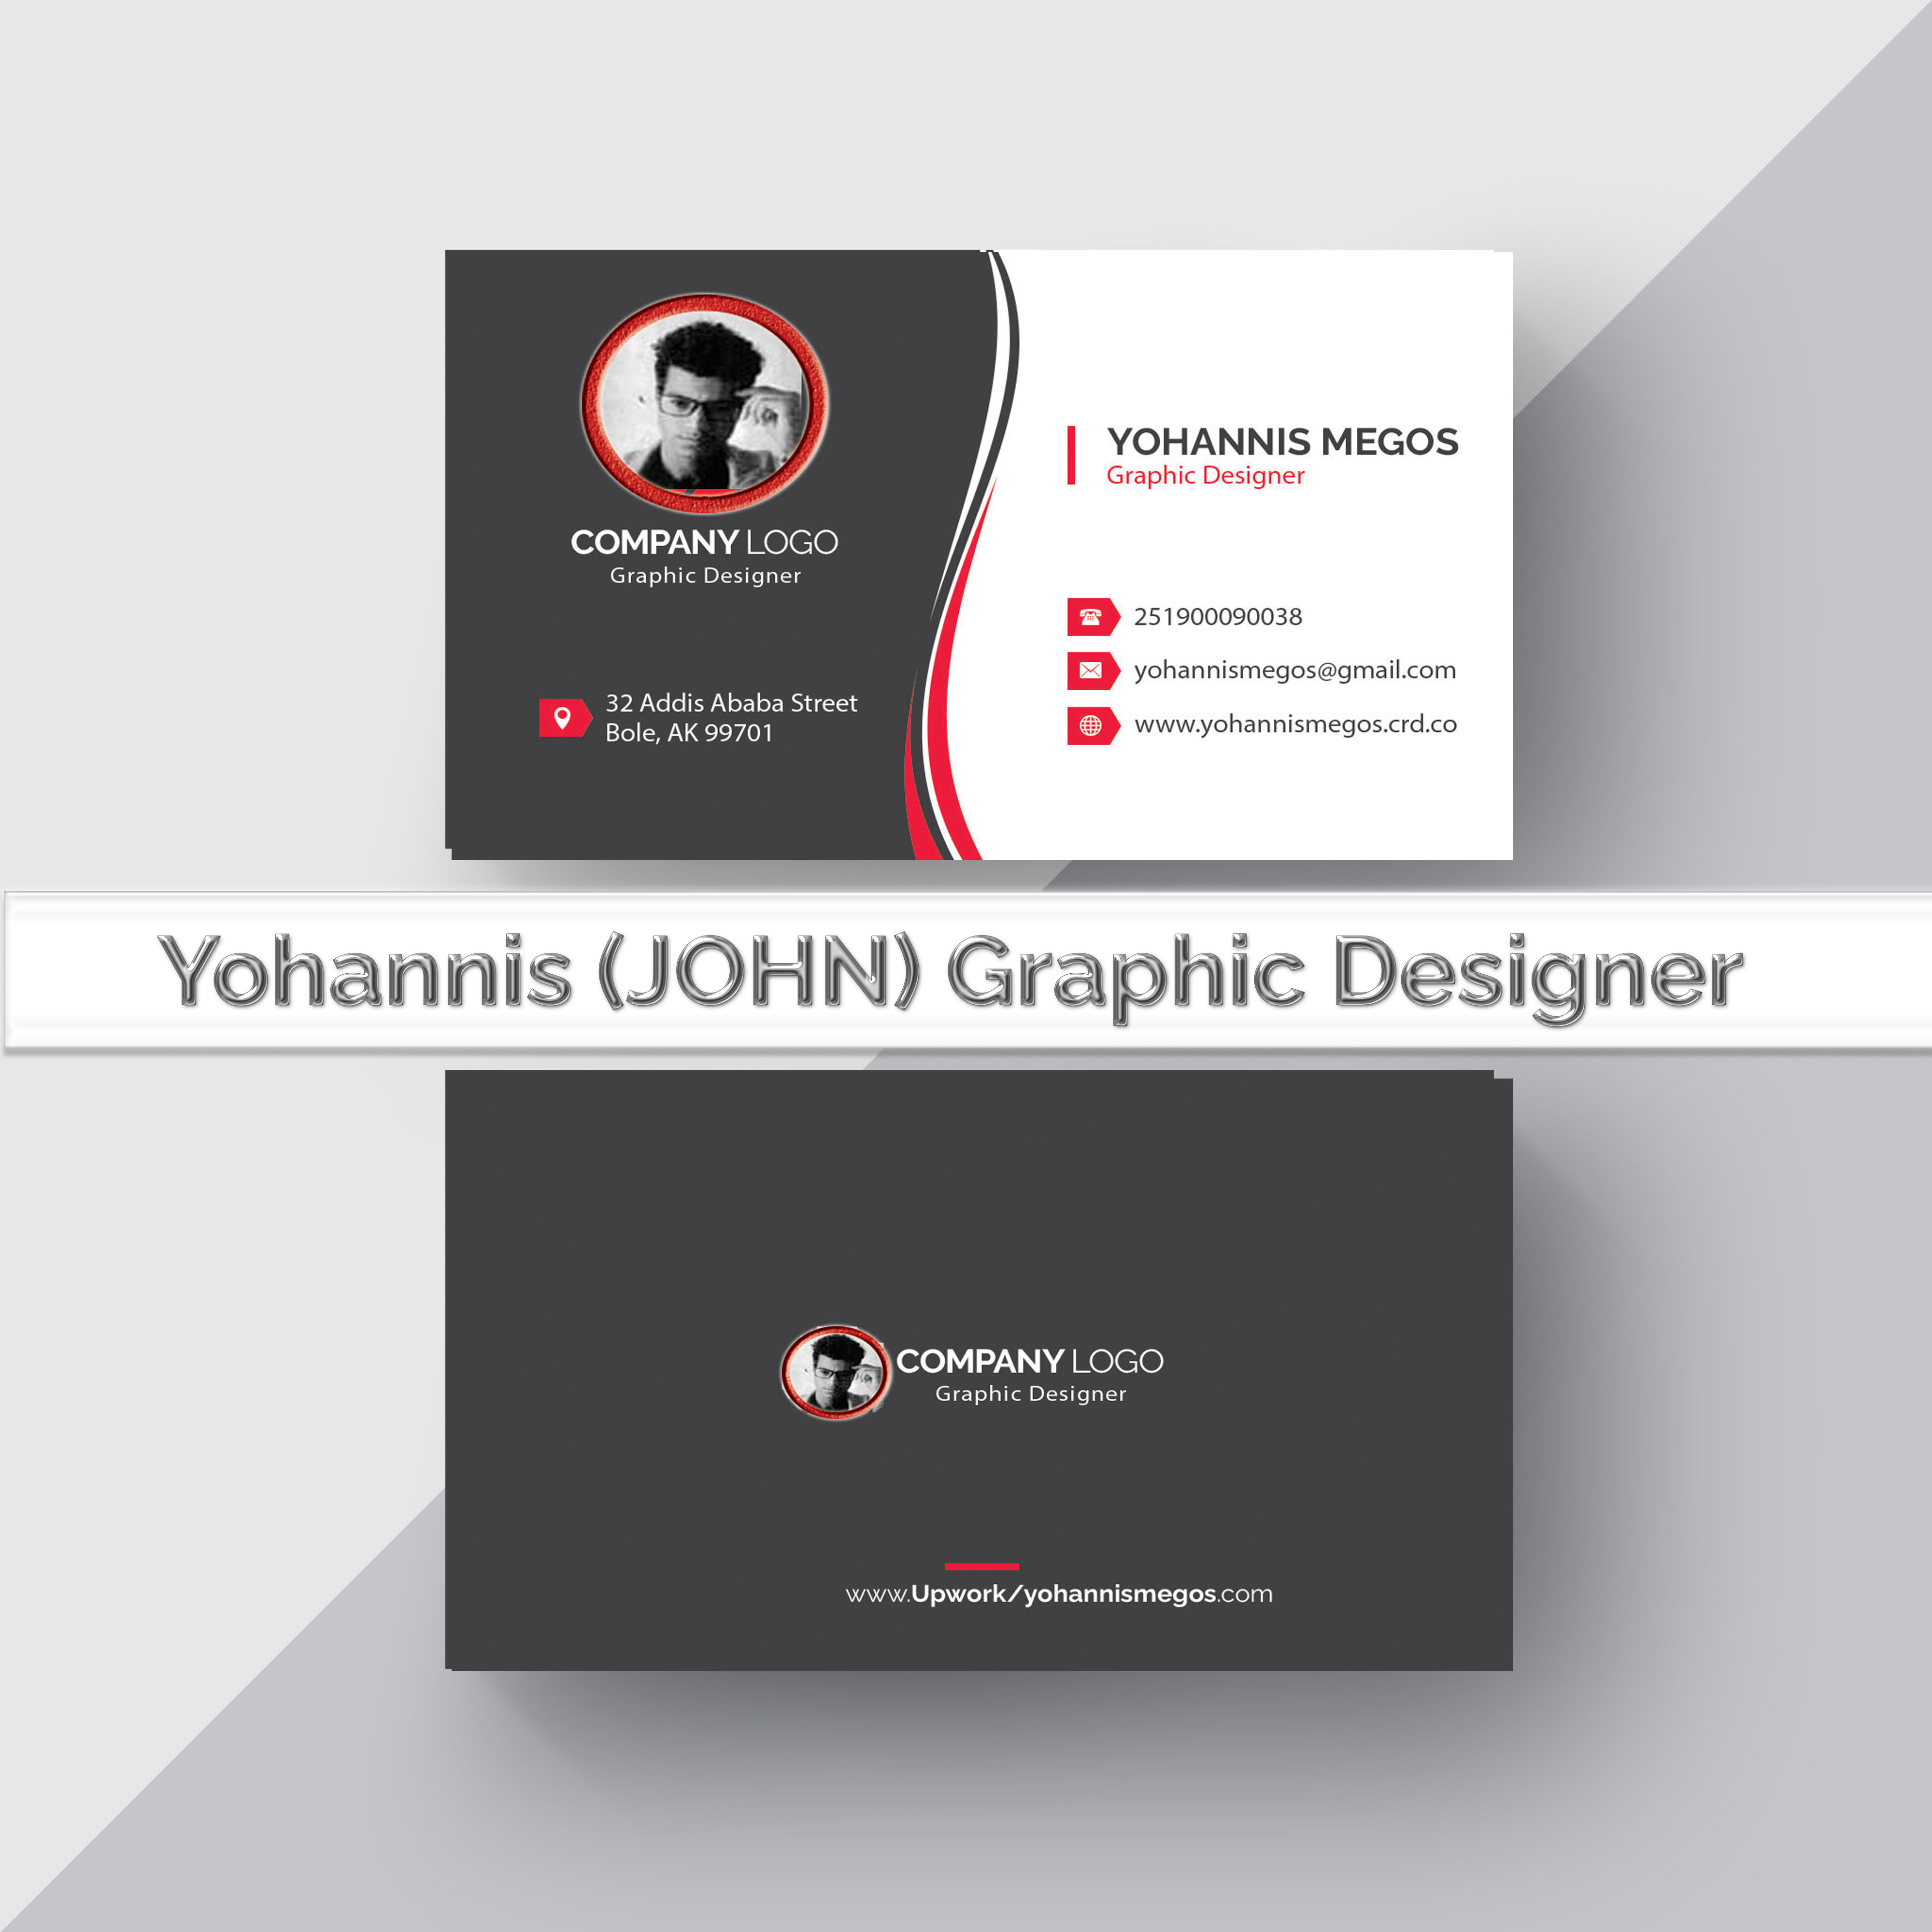 COMPANY LOGO
Graphic Designer
32 Addis Ababa Street
Bole, AK 99701
YOHANNIS MEGOS
Graphic Designer
251900090038
yohannismegos@gmail.com
www.yohannismegos.crd.co
Yohannis (JOHN) Graphic Designer
COMPANY LOGO
Graphic Designer
www.Upwork/yohannismegos.com